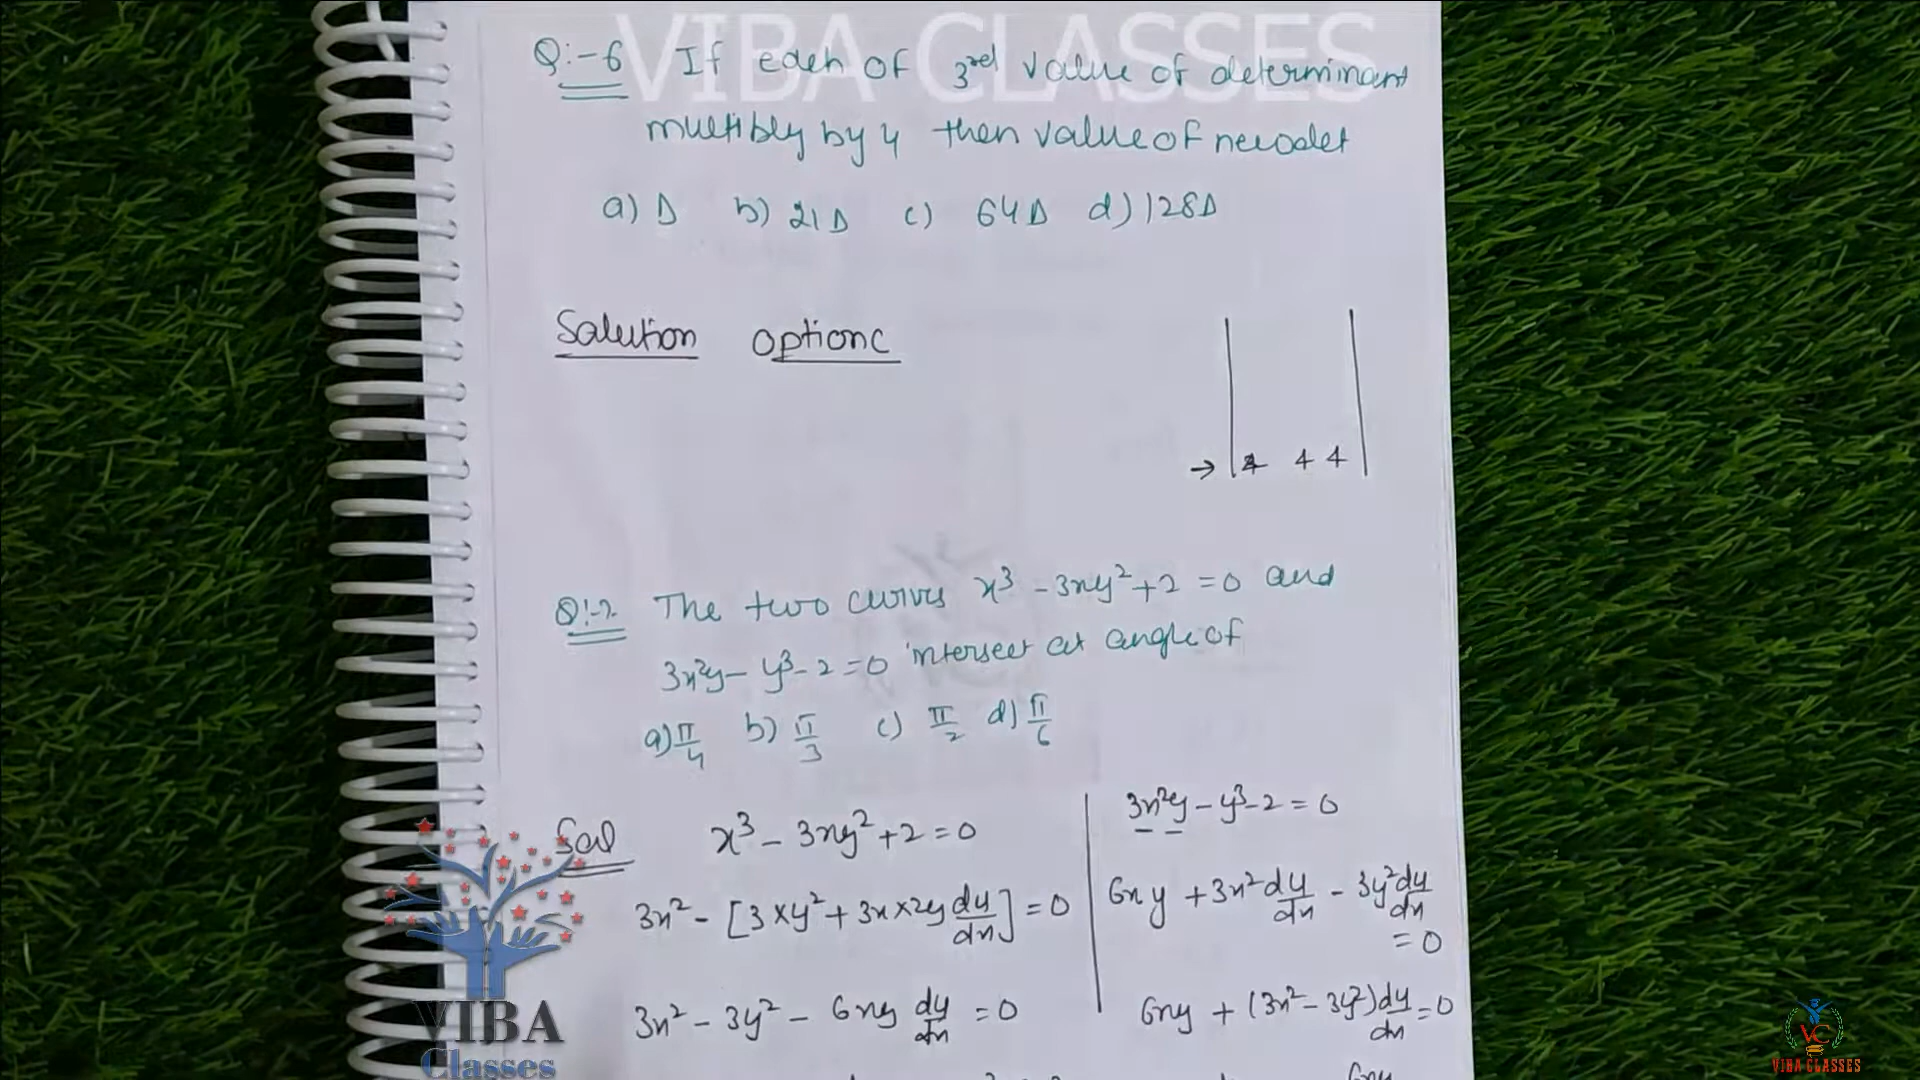 VIBA CLASSES
Q:-6 If each of 3rd value of determinant
multibly by 4 then value of newdet
a) Δ b) 21Δ c) 64Δ d) 128Δ
Solution option c
→ 4 4 4
Q:-7. The two curves x³ - 3xy² + 2 = 0 and
3x²y - y³ - 2 = 0 intersect at angle of
a) π/4 b) π/3 c) π/2 d) π/6
Sol x³ - 3xy² + 2 = 0
3x² - [3 × y² + 3x × 2y dy/dx] = 0
3x² - 3y² - 6xy dy/dx = 0
3x²y - y³ - 2 = 0
6xy + 3x² dy/dx - 3y² dy/dx
= 0
6xy + (3x² - 3y²) dy/dx = 0
6xy
VIBA
Classes
VC
VIBA CLASSES